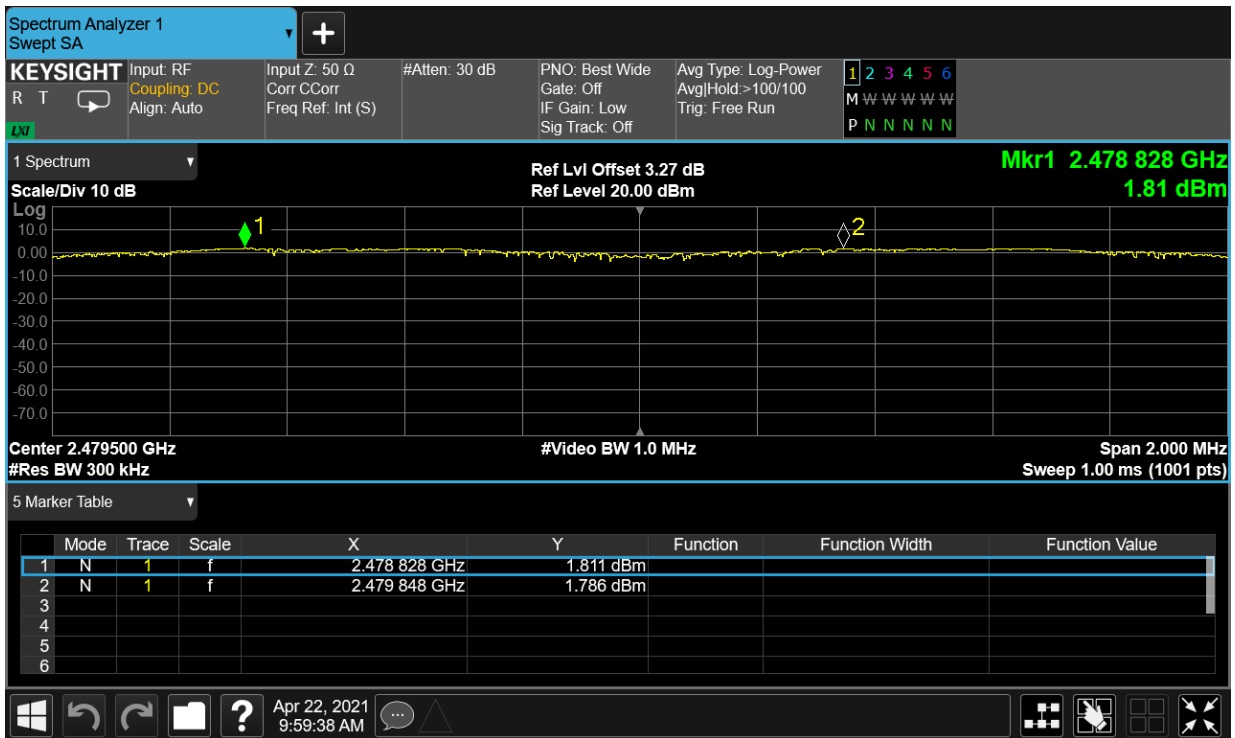 Spectrum Analyzer 1
Swept SA
KEYSIGHT
R T
LXI
Input: RF
Coupling: DC
Align: Auto
Input Z: 50 Ω
Corr CCorr
Freq Ref: Int (S)
#Atten: 30 dB
PNO: Best Wide
Gate: Off
IF Gain: Low
Sig Track: Off
Avg Type: Log-Power
Avg|Hold:>100/100
Trig: Free Run
1 2 3 4 5 6
M W W W W W
P N N N N N
1 Spectrum
Scale/Div 10 dB
Ref Lvl Offset 3.27 dB
Ref Level 20.00 dBm
Mkr1 2.478 828 GHz
1.81 dBm
Log
10.0
0.00
-10.0
-20.0
-30.0
-40.0
-50.0
-60.0
-70.0
1
2
Center 2.479500 GHz
#Res BW 300 kHz
#Video BW 1.0 MHz
Span 2.000 MHz
Sweep 1.00 ms (1001 pts)
5 Marker Table
Mode Trace Scale X Y Function Function Width Function Value
1 N 1 f 2.478 828 GHz 1.811 dBm
2 N 1 f 2.479 848 GHz 1.786 dBm
3
4
5
6
?
Apr 22, 2021
9:59:38 AM